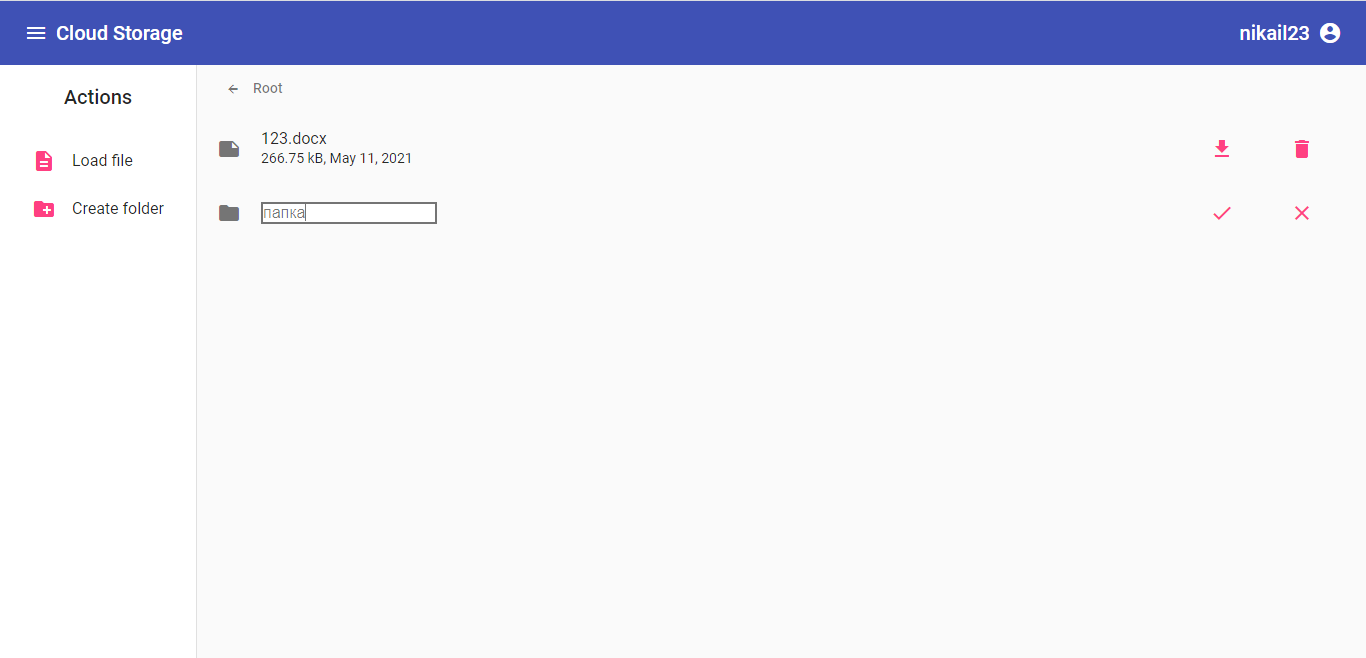 Cloud Storage
nikail23
Actions
Root
Load file
Create folder
123.docx
266.75 kB, May 11, 2021
папка